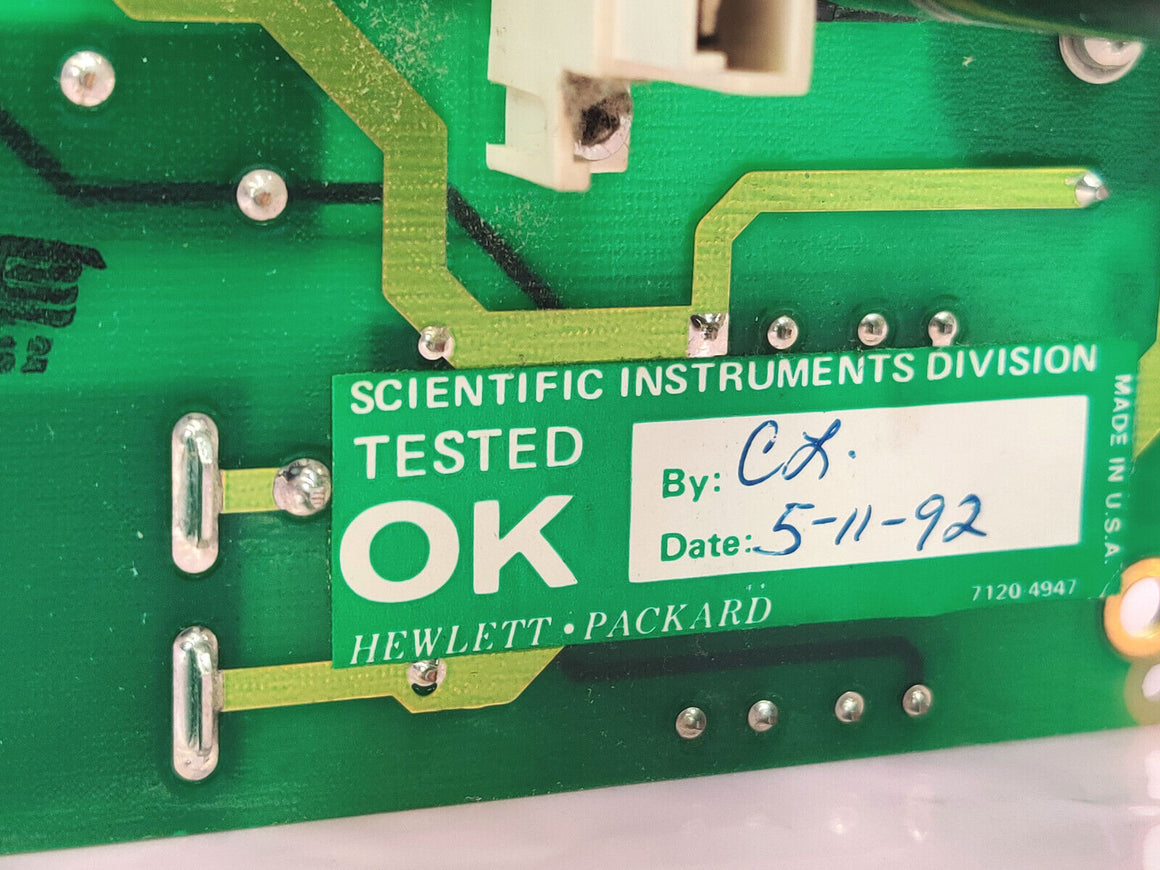 SCIENTIFIC INSTRUMENTS DIVISION
TESTED
OK
By: CL.
Date: 5-11-92
HEWLETT • PACKARD
7120 4947
MADE IN U.S.A.